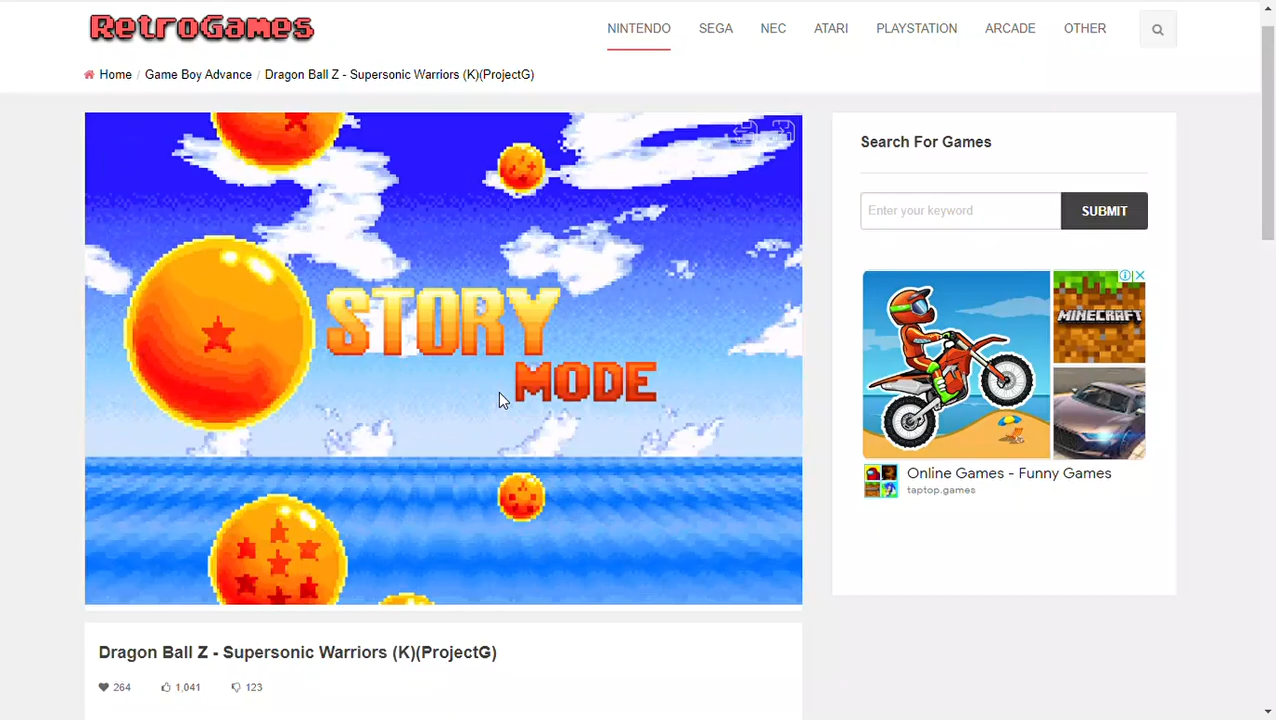 RetroGames
NINTENDO SEGA NEC ATARI PLAYSTATION ARCADE OTHER
Home / Game Boy Advance / Dragon Ball Z - Supersonic Warriors (K)(ProjectG)
STORY
MODE
Search For Games
Enter your keyword SUBMIT
MINECRAFT
Online Games - Funny Games
taptop.games
Dragon Ball Z - Supersonic Warriors (K)(ProjectG)
264 1,041 123